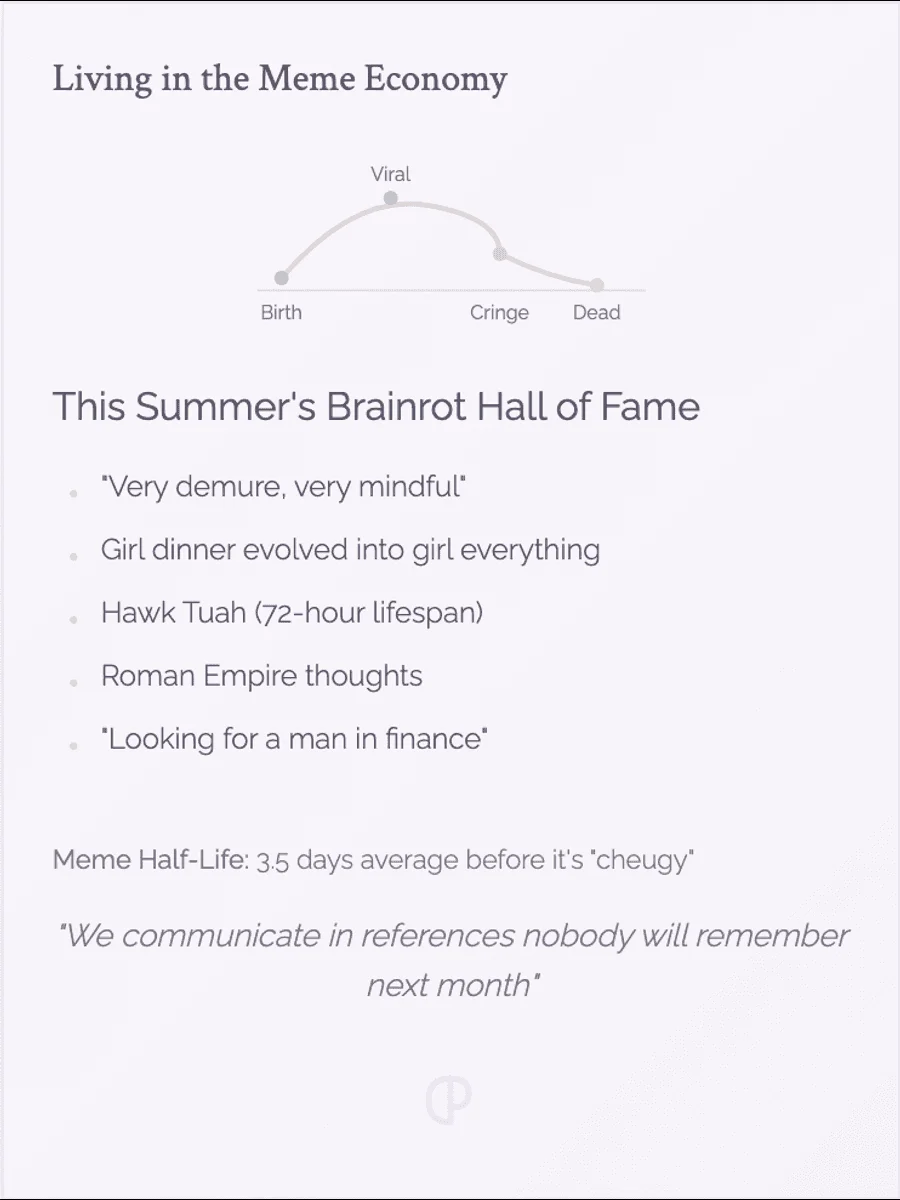 Living in the Meme Economy
Viral
Birth
Cringe
Dead
This Summer's Brainrot Hall of Fame
"Very demure, very mindful"
Girl dinner evolved into girl everything
Hawk Tuah (72-hour lifespan)
Roman Empire thoughts
"Looking for a man in finance"
Meme Half-Life: 3.5 days average before it's "cheugy"
"We communicate in references nobody will remember
next month"